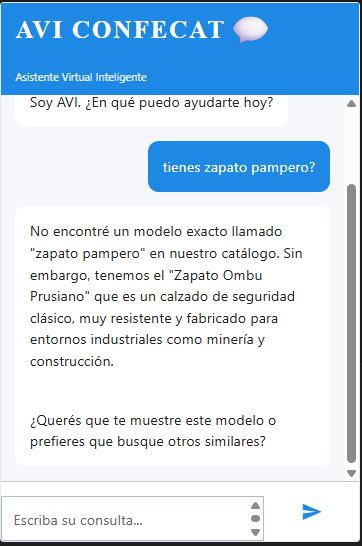 AVI CONFECAT 💬
Asistente Virtual Inteligente
Soy AVI. ¿En qué puedo ayudarte hoy?
tienes zapato pampero?
No encontré un modelo exacto llamado
"zapato pampero" en nuestro catálogo. Sin
embargo, tenemos el "Zapato Ombu
Prusiano" que es un calzado de seguridad
clásico, muy resistente y fabricado para
entornos industriales como minería y
construcción.
¿Querés que te muestre este modelo o
prefieres que busque otros similares?
Escriba su consulta...